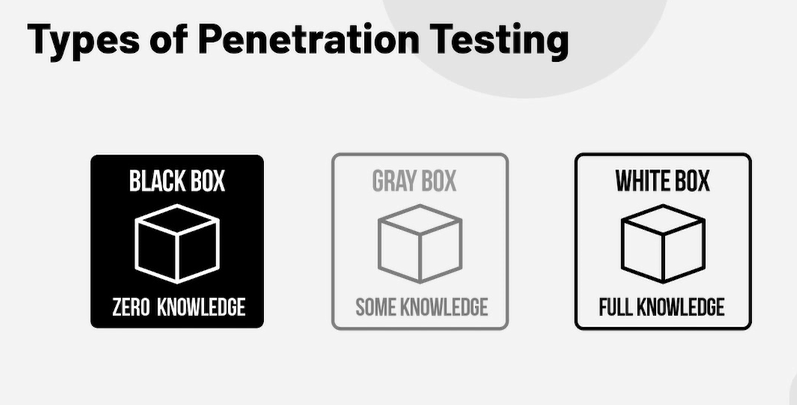 Types of Penetration Testing
BLACK BOX
ZERO KNOWLEDGE
GRAY BOX
SOME KNOWLEDGE
WHITE BOX
FULL KNOWLEDGE